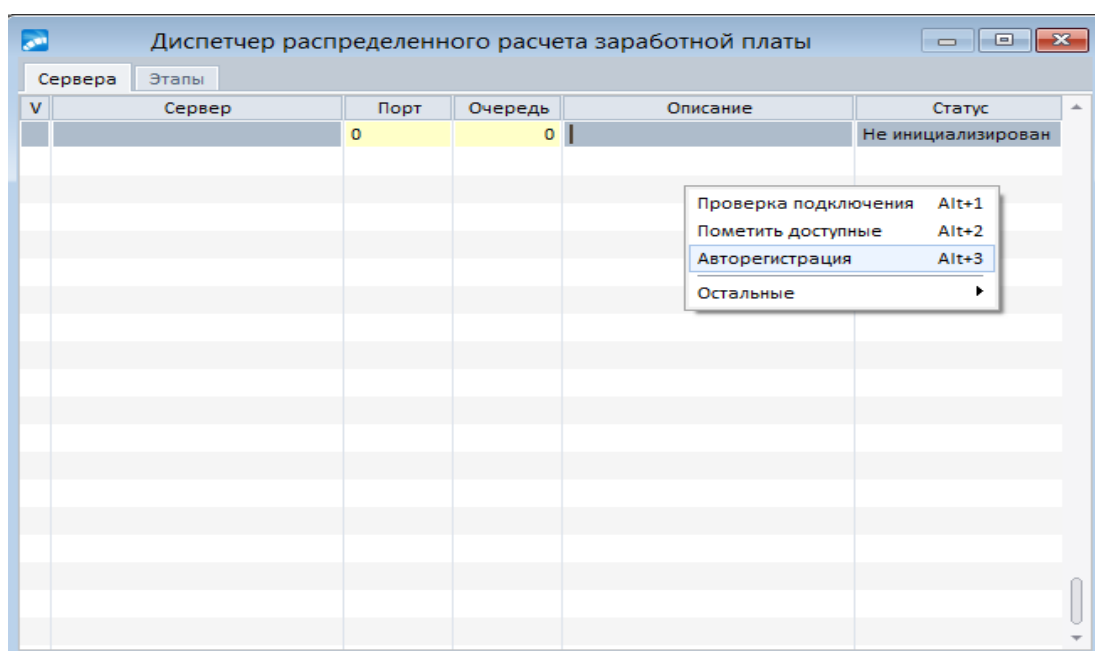 Диспетчер распределенного расчета заработной платы
Сервера Этапы
V Сервер Порт Очередь Описание Статус
0 0 Не инициализирован
Проверка подключения Alt+1
Пометить доступные Alt+2
Авторегистрация Alt+3
Остальные